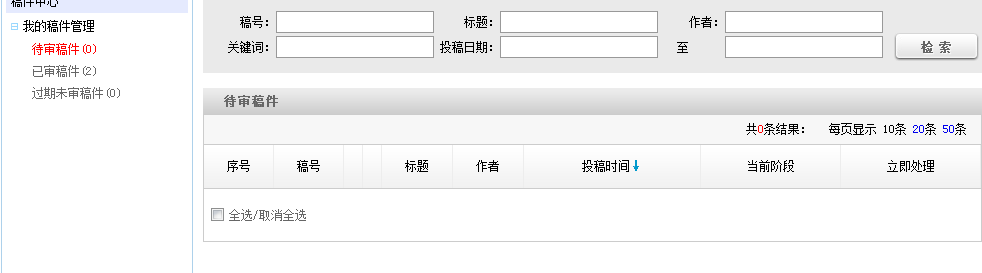 稿件中心
我的稿件管理
待审稿件(0)
已审稿件(2)
过期未审稿件(0)
稿号： 标题： 作者：
关键词： 投稿日期： 至 检 索
待审稿件
共0条结果： 每页显示 10条 20条 50条
序号 稿号 标题 作者 投稿时间 当前阶段 立即处理
全选/取消全选